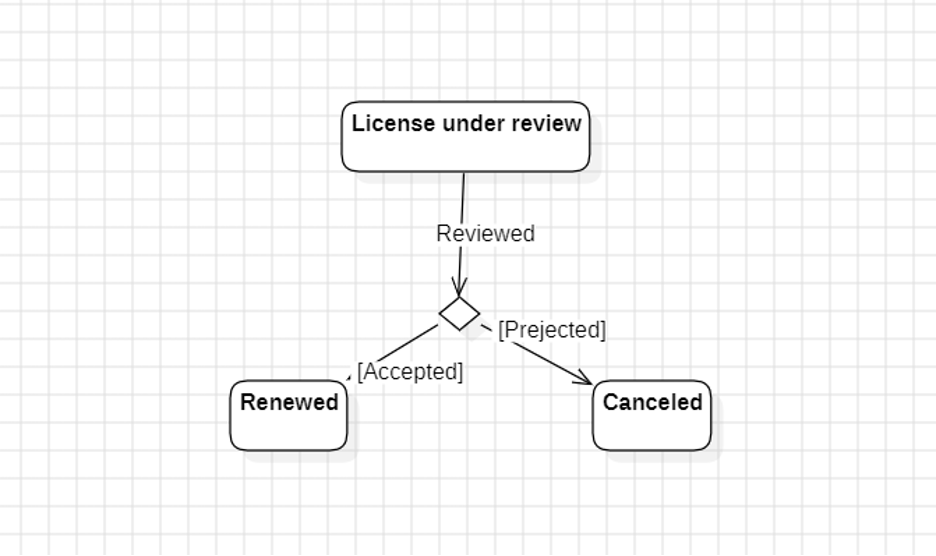 License under review
Reviewed
[Prejected]
[Accepted]
Renewed
Canceled